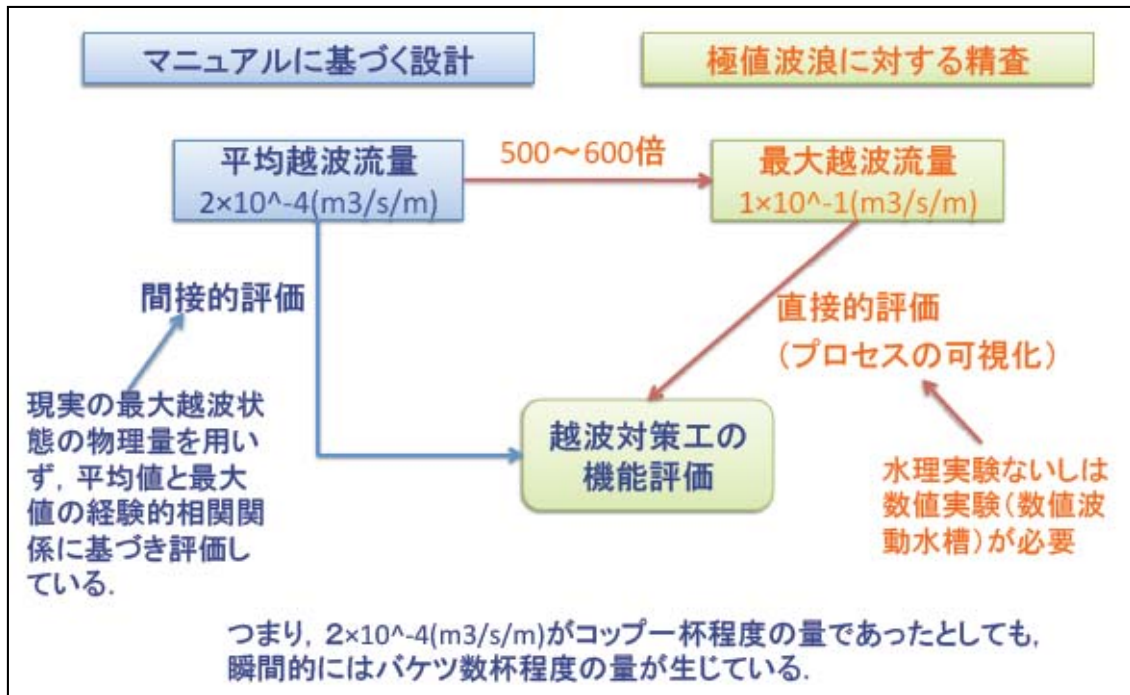 マニュアルに基づく設計
極値波浪に対する精査
平均越波流量
2×10^-4(m3/s/m)
500～600倍
最大越波流量
1×10^-1(m3/s/m)
間接的評価
直接的評価
（プロセスの可視化）
現実の最大越波状
態の物理量を用い
ず，平均値と最大
値の経験的相関関
係に基づき評価し
ている．
越波対策工の
機能評価
水理実験ないしは
数値実験（数値波
動水槽）が必要
つまり，２×10^-4(m3/s/m)がコップ一杯程度の量であったとしても，
瞬間的にはバケツ数杯程度の量が生じている．